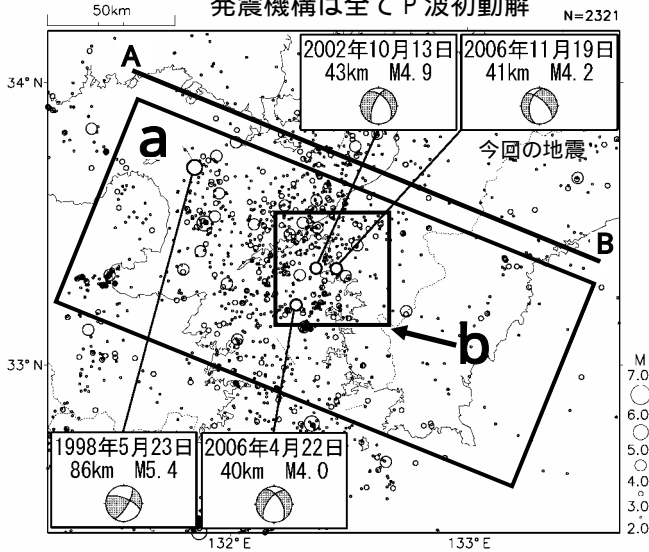 50km
発震機構は全てＰ波初動解
N=2321
34°N
A
2002年10月13日
43km M4.9
2006年11月19日
41km M4.2
a
今回の地震
B
b
33°N
M
7.0
6.0
5.0
4.0
3.0
2.0
1998年5月23日
86km M5.4
2006年4月22日
40km M4.0
132°E
133°E